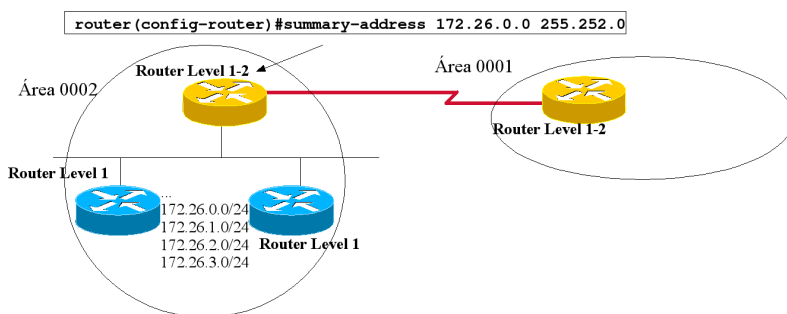 router(config-router)#summary-address 172.26.0.0 255.252.0
Router Level 1-2
Área 0002
Área 0001
Router Level 1-2
Router Level 1
...
172.26.0.0/24
172.26.1.0/24
172.26.2.0/24
172.26.3.0/24
Router Level 1